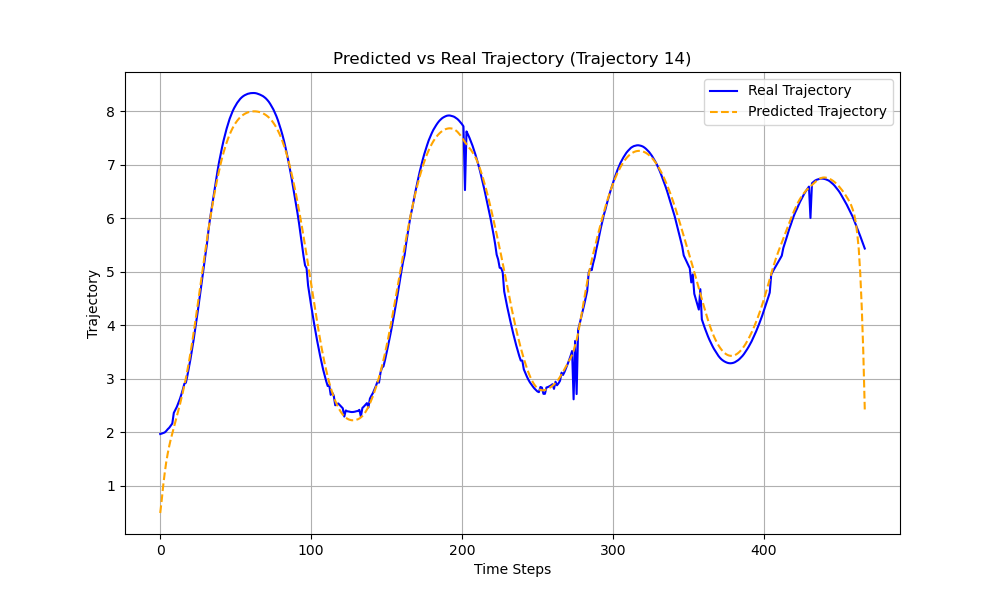 Predicted vs Real Trajectory (Trajectory 14)
Real Trajectory
Predicted Trajectory
8
7
6
5
4
3
2
1
Trajectory
0 100 200 300 400
Time Steps